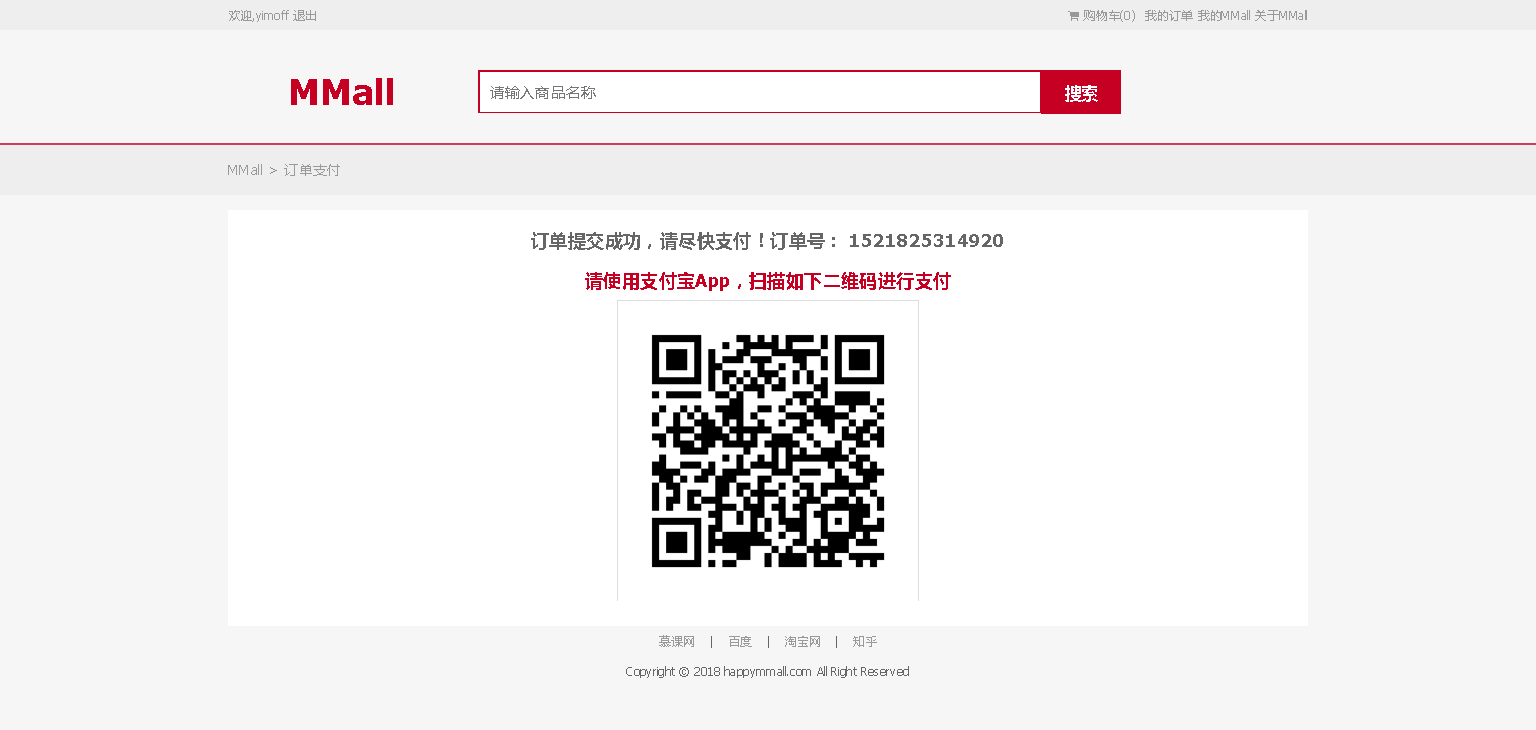 欢迎,yimoff 退出
购物车(0) 我的订单 我的MMall 关于MMall
MMall
请输入商品名称
搜索
MMall > 订单支付
订单提交成功，请尽快支付！订单号： 1521825314920
请使用支付宝App，扫描如下二维码进行支付
慕课网 | 百度 | 淘宝网 | 知乎
Copyright © 2018 happymmall.com All Right Reserved